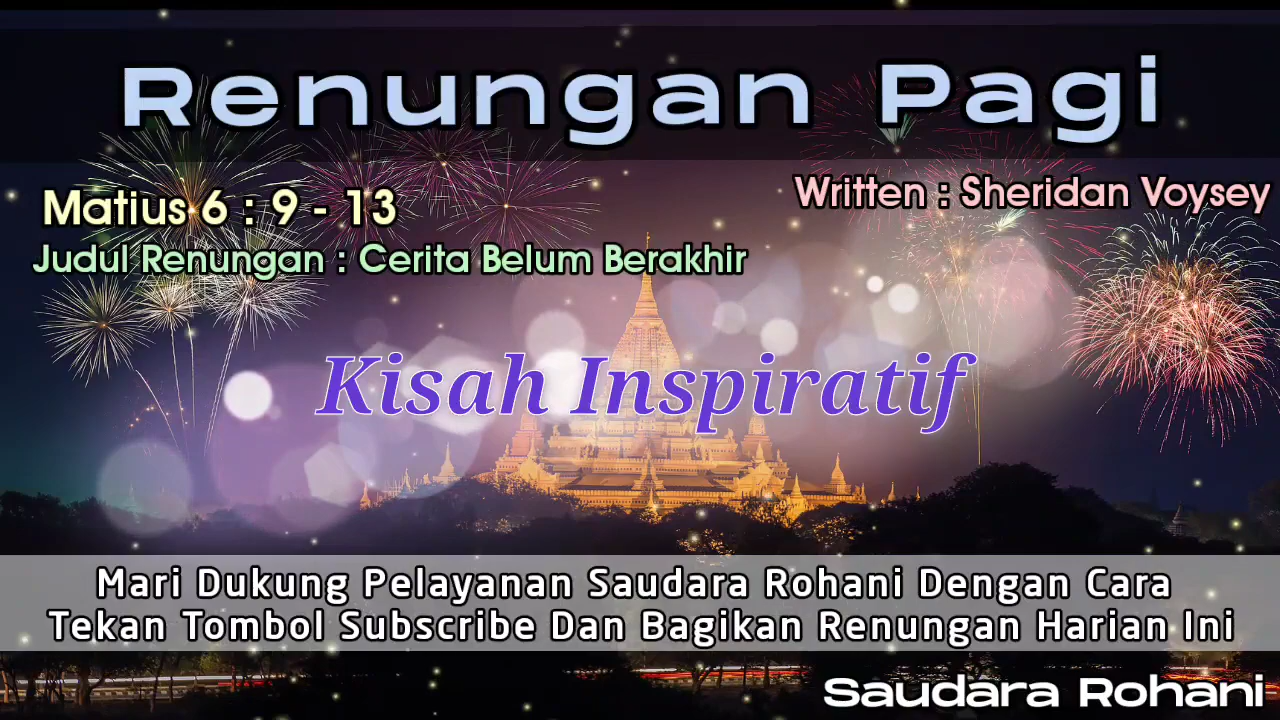 Renungan Pagi
Matius 6 : 9 - 13
Written : Sheridan Voysey
Judul Renungan : Cerita Belum Berakhir
Kisah Inspiratif
Mari Dukung Pelayanan Saudara Rohani Dengan Cara
Tekan Tombol Subscribe Dan Bagikan Renungan Harian Ini
Saudara Rohani